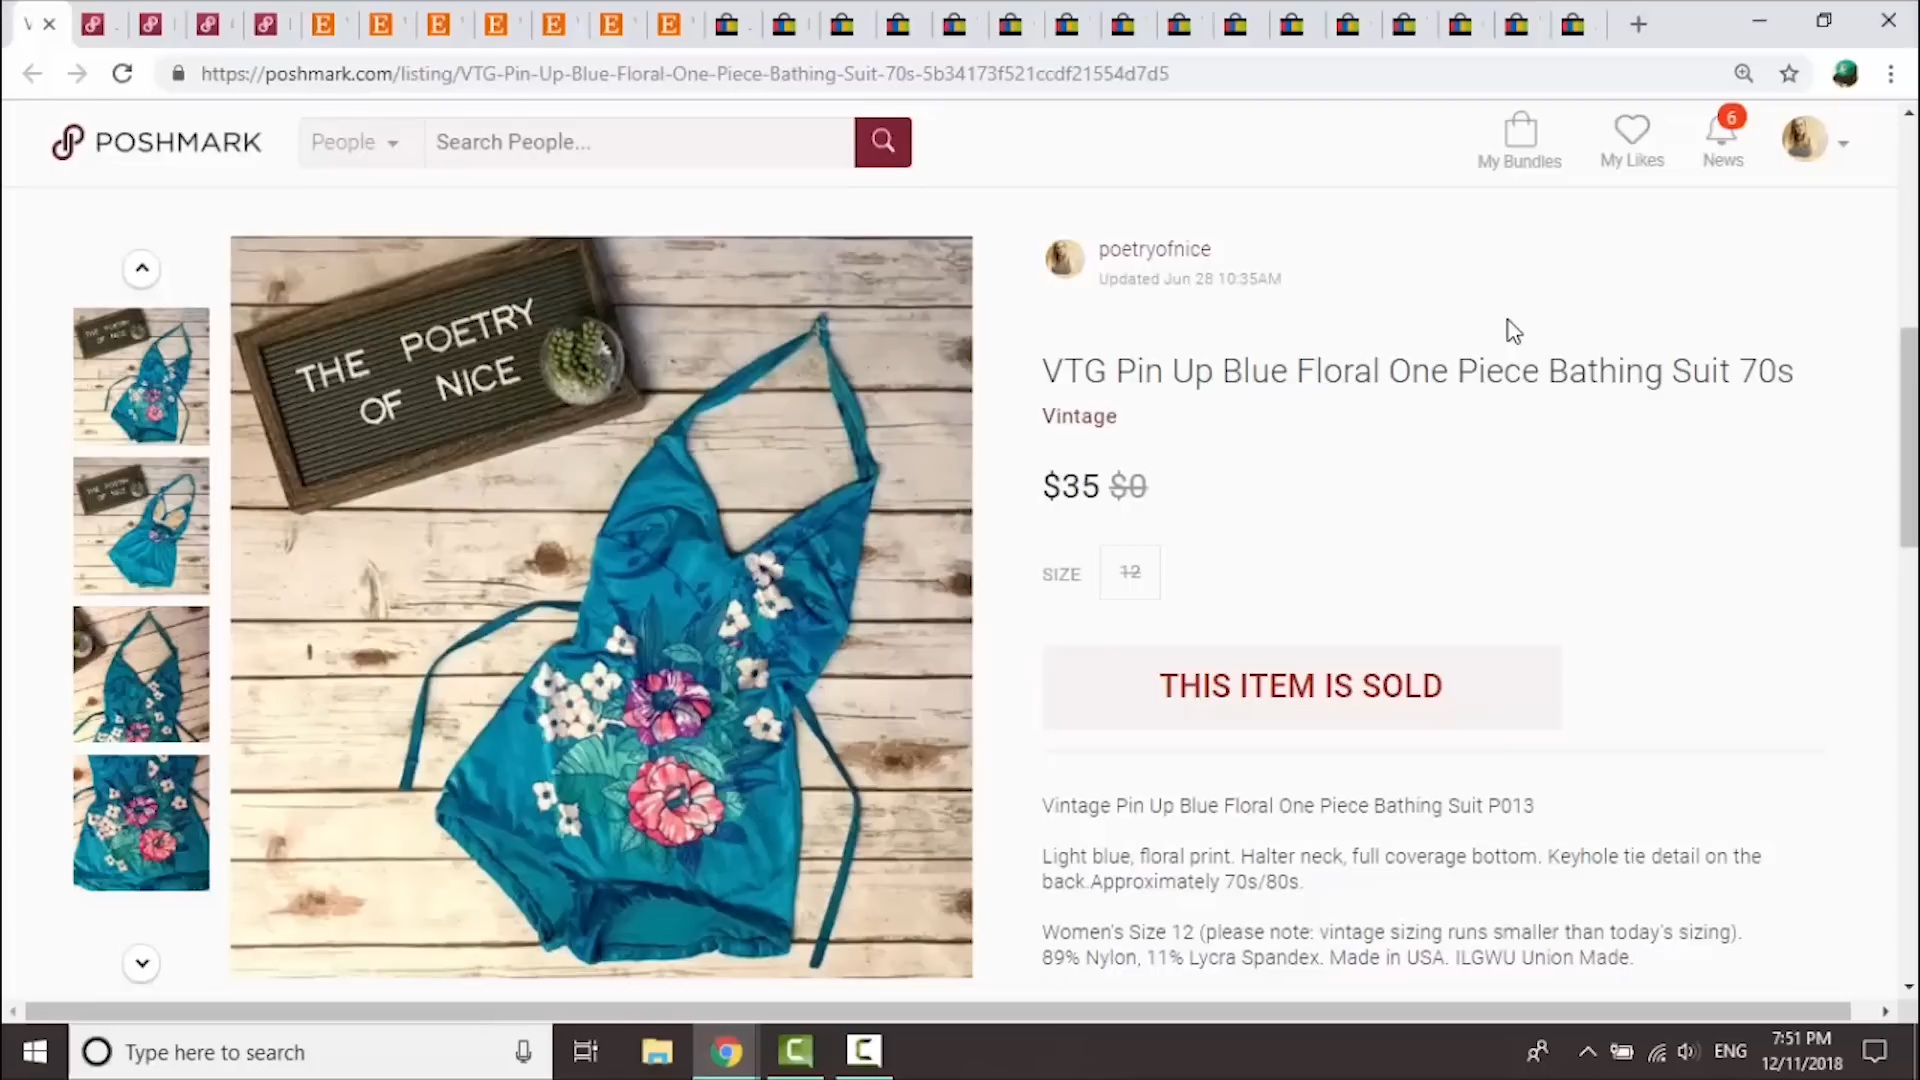 https://poshmark.com/listing/VTG-Pin-Up-Blue-Floral-One-Piece-Bathing-Suit-70s-5b34173f521ccdf21554d7d5
POSHMARK
People
Search People...
My Bundles
My Likes
6
News
poetryofnice
Updated Jun 28 10:35AM
THE POETRY
OF NICE
VTG Pin Up Blue Floral One Piece Bathing Suit 70s
Vintage
$35 $0
SIZE 12
THIS ITEM IS SOLD
Vintage Pin Up Blue Floral One Piece Bathing Suit P013
Light blue, floral print. Halter neck, full coverage bottom. Keyhole tie detail on the
back.Approximately 70s/80s.
Women's Size 12 (please note: vintage sizing runs smaller than today's sizing).
89% Nylon, 11% Lycra Spandex. Made in USA. ILGWU Union Made.
Type here to search
ENG
7:51 PM
12/11/2018